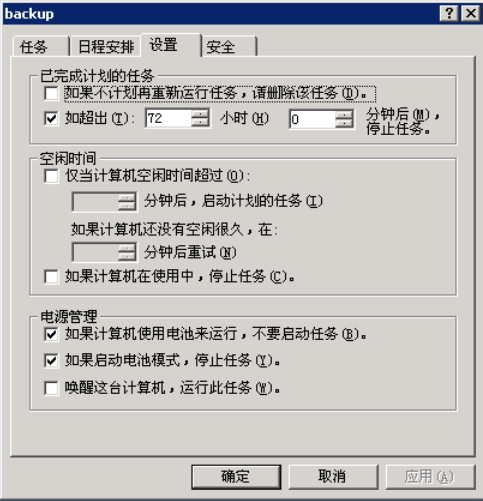 backup
任务 日程安排 设置 安全
已完成计划的任务
如果不计划再重新运行任务，请删除该任务(D)。
如超出(T): 72 小时(H) 0 分钟后(M)，
停止任务。
空闲时间
仅当计算机空闲时间超过(O):
分钟后，启动计划的任务(I)
如果计算机还没有空闲很久，在:
分钟后重试(N)
如果计算机在使用中，停止任务(C)。
电源管理
如果计算机使用电池来运行，不要启动任务(B)。
如果启动电池模式，停止任务(Y)。
唤醒这台计算机，运行此任务(W)。
确定 取消 应用(A)